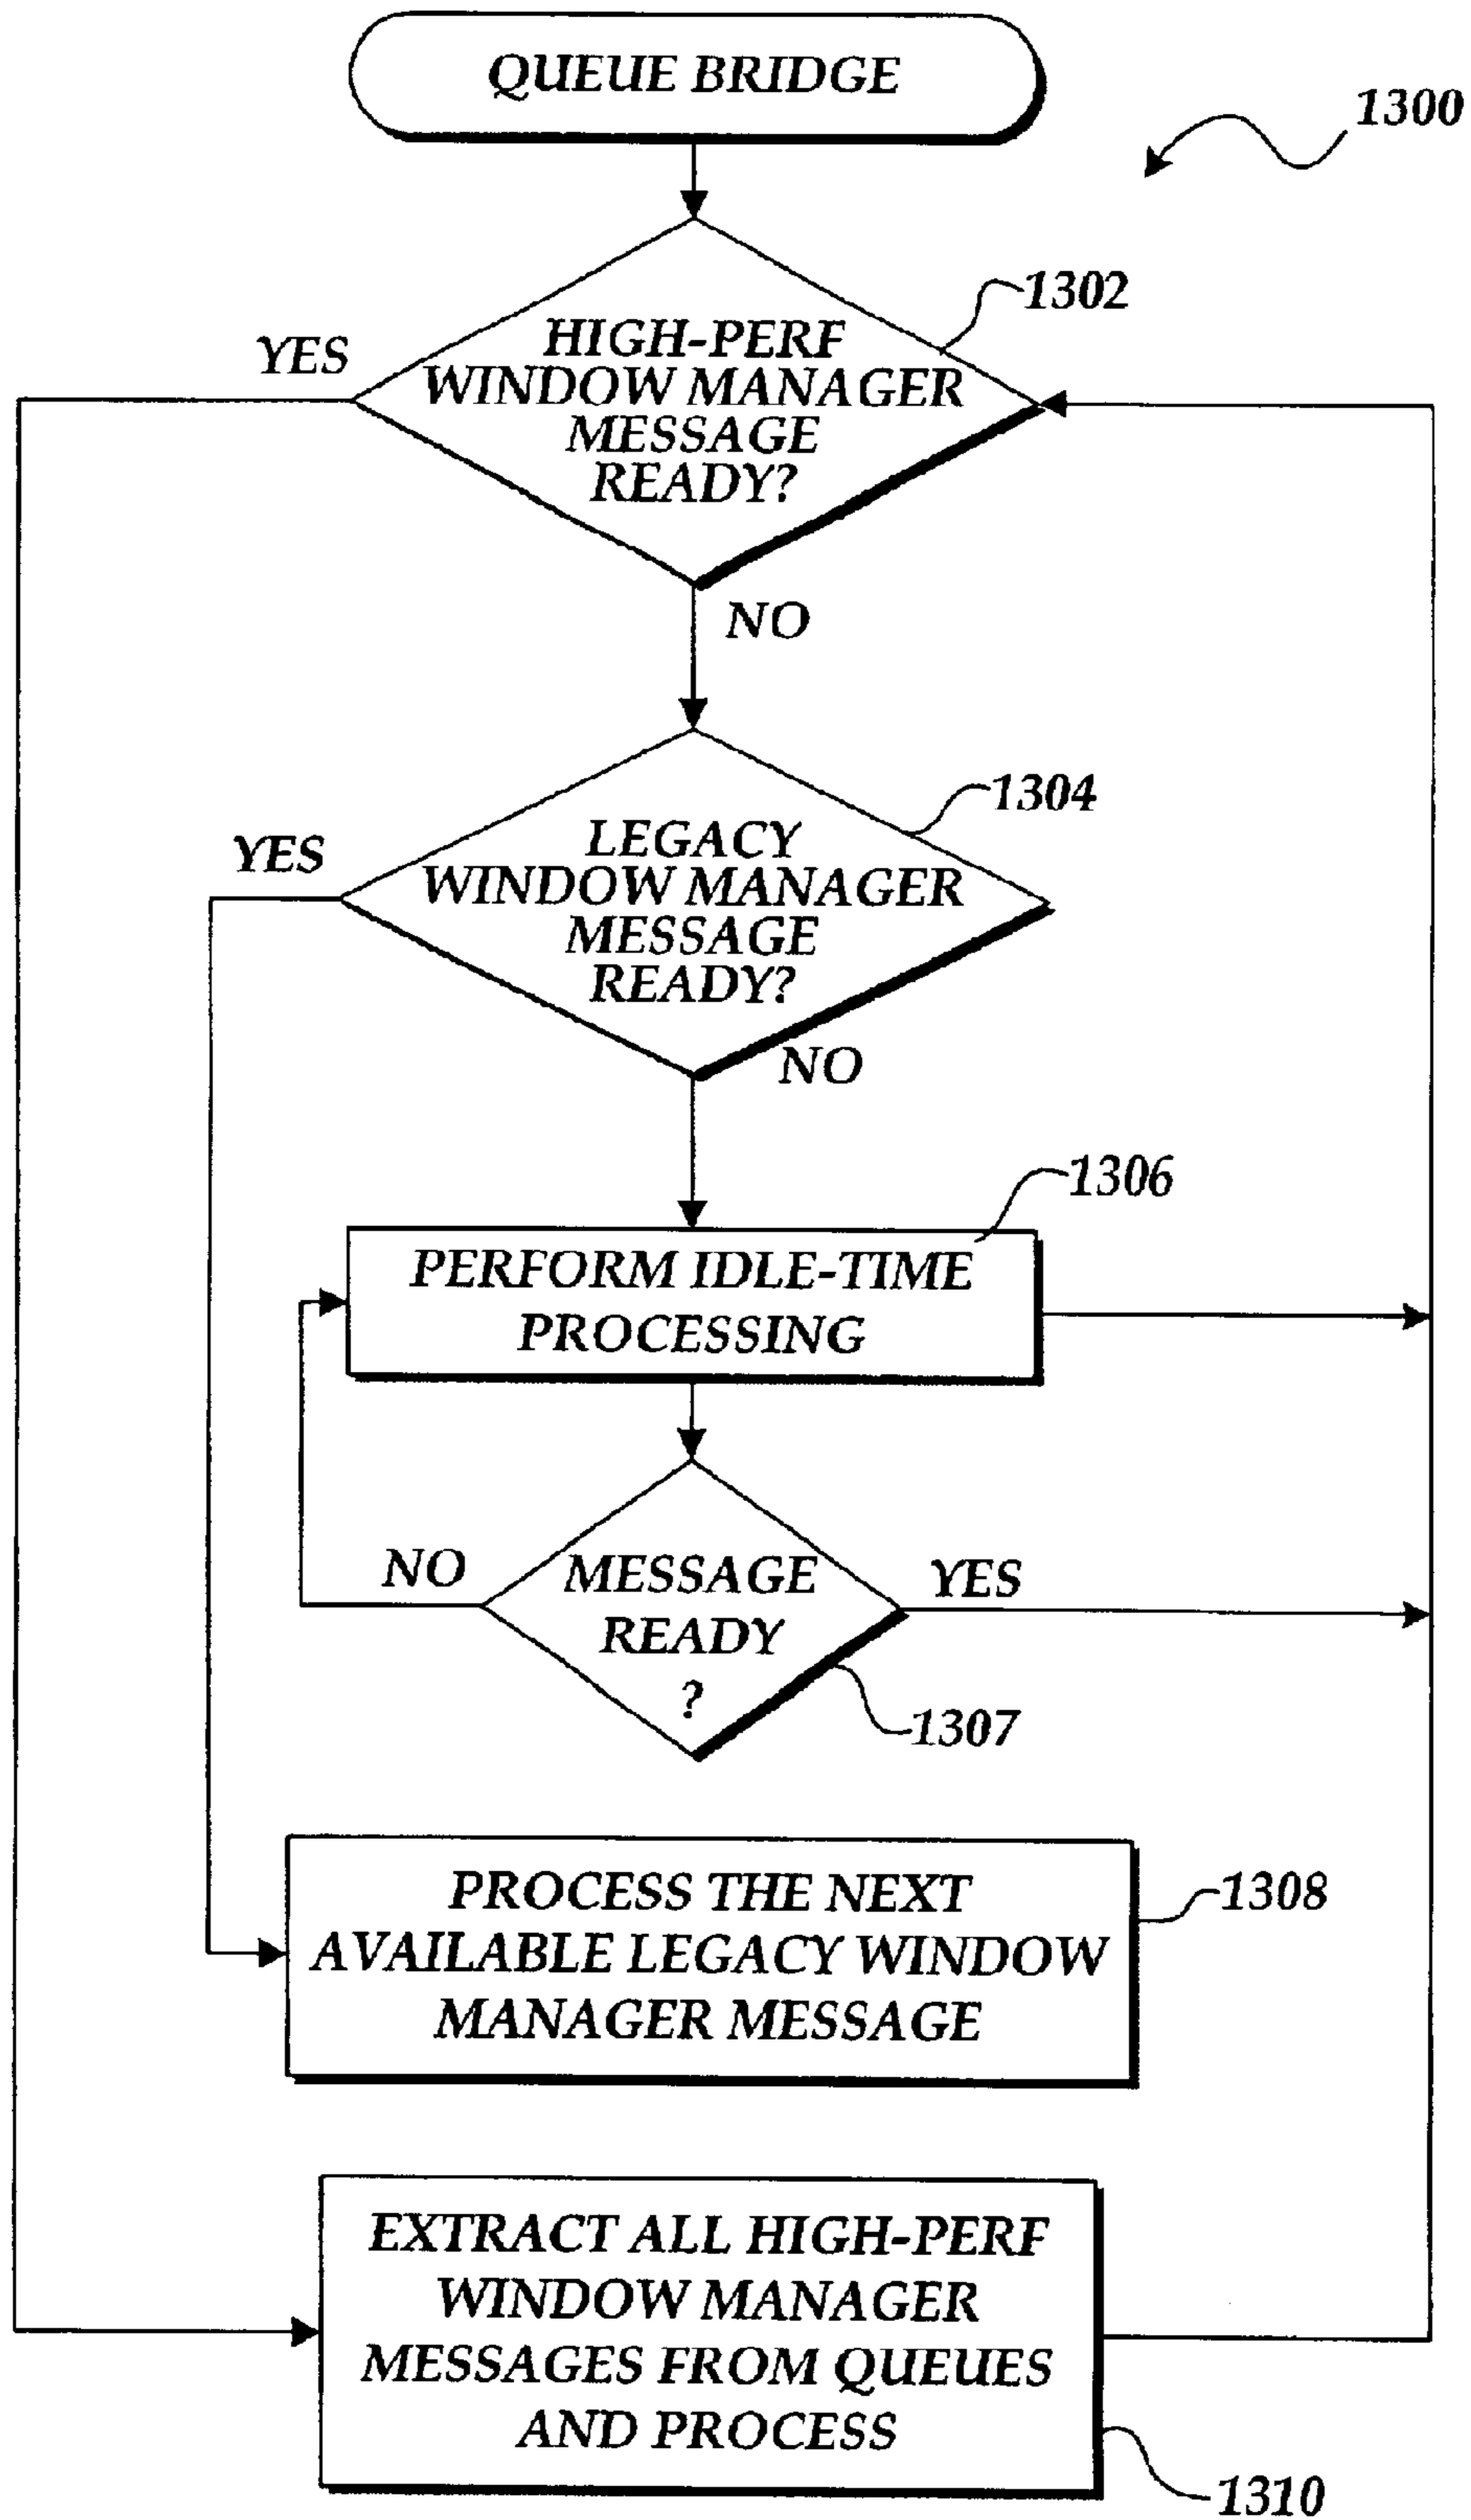 QUEUE BRIDGE
1300
1302
YES
HIGH-PERF
WINDOW MANAGER
MESSAGE
READY?
NO
1304
YES
LEGACY
WINDOW MANAGER
MESSAGE
READY?
NO
1306
PERFORM IDLE-TIME
PROCESSING
NO
MESSAGE
READY
?
YES
1307
PROCESS THE NEXT
AVAILABLE LEGACY WINDOW
MANAGER MESSAGE
1308
EXTRACT ALL HIGH-PERF
WINDOW MANAGER
MESSAGES FROM QUEUES
AND PROCESS
1310